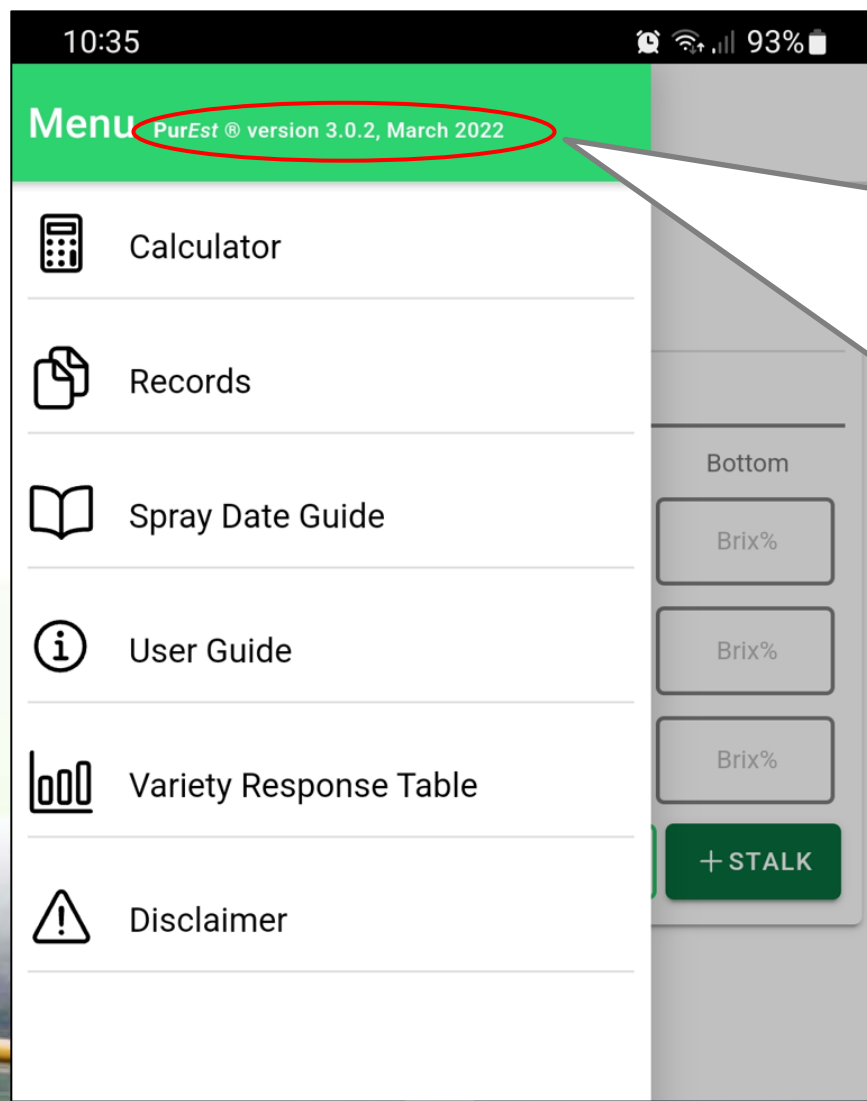 10:35 93%
Menu PurEst ® version 3.0.2, March 2022
Calculator
Records
Bottom
Spray Date Guide
Brix%
User Guide
Brix%
Variety Response Table
Brix%
+ STALK
Disclaimer